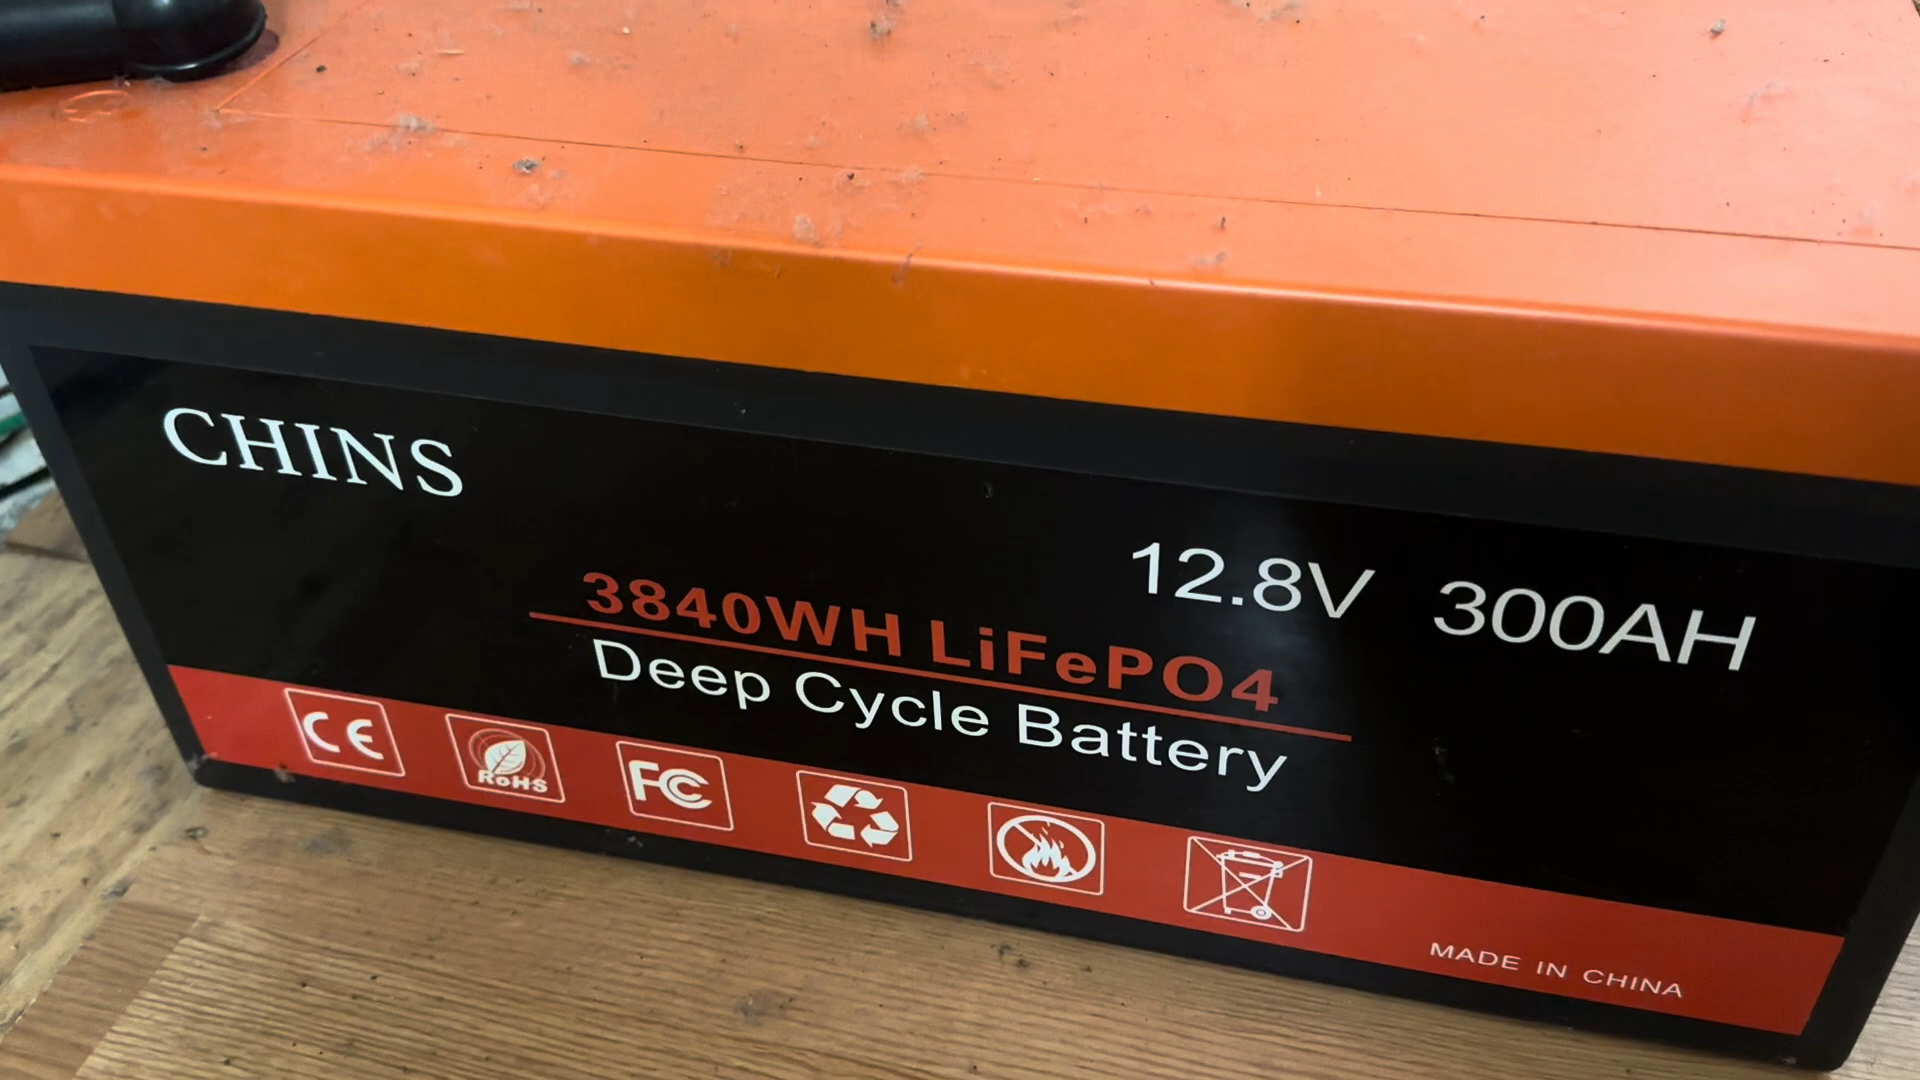 CHINS
12.8V 300AH
3840WH LiFePO4
Deep Cycle Battery
CE
RoHS
FC
MADE IN CHINA